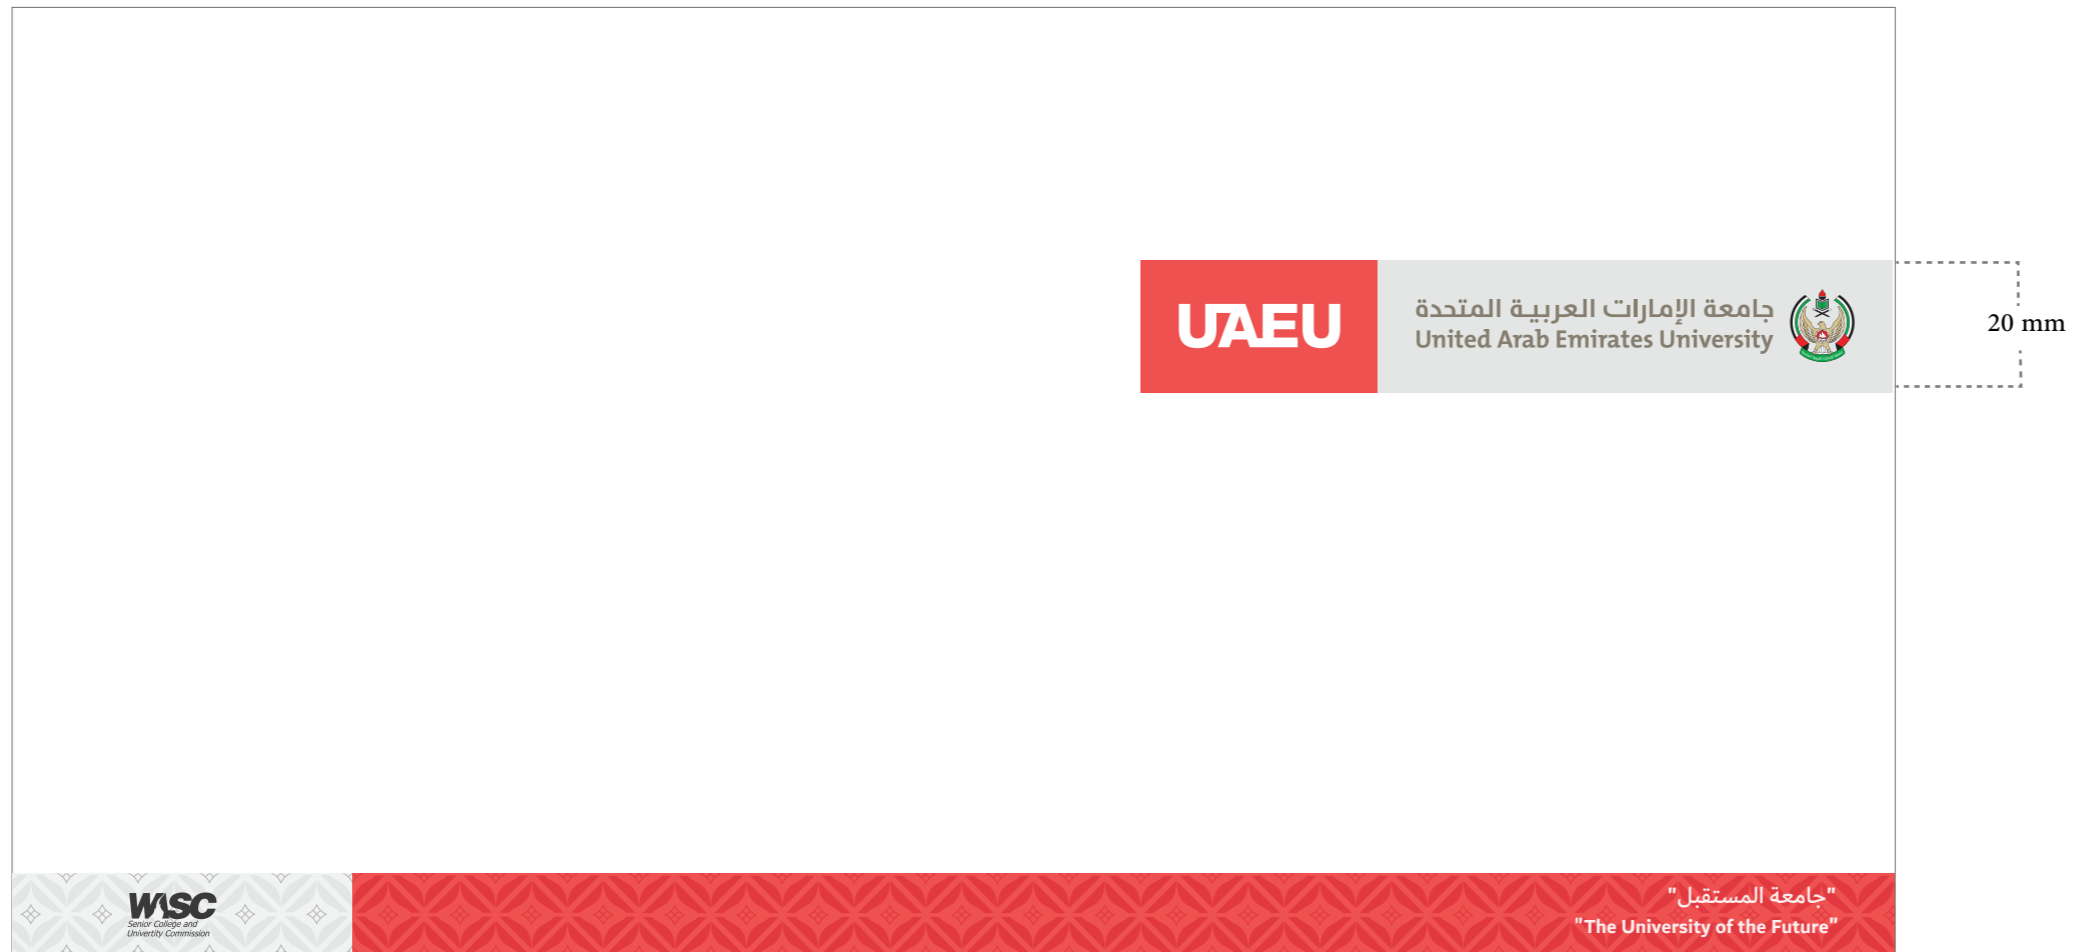 UAEU
جامعة الإمارات العربية المتحدة
United Arab Emirates University
20 mm
WASC
Senior College and
Univertity Commission
"جامعة المستقبل"
"The University of the Future"